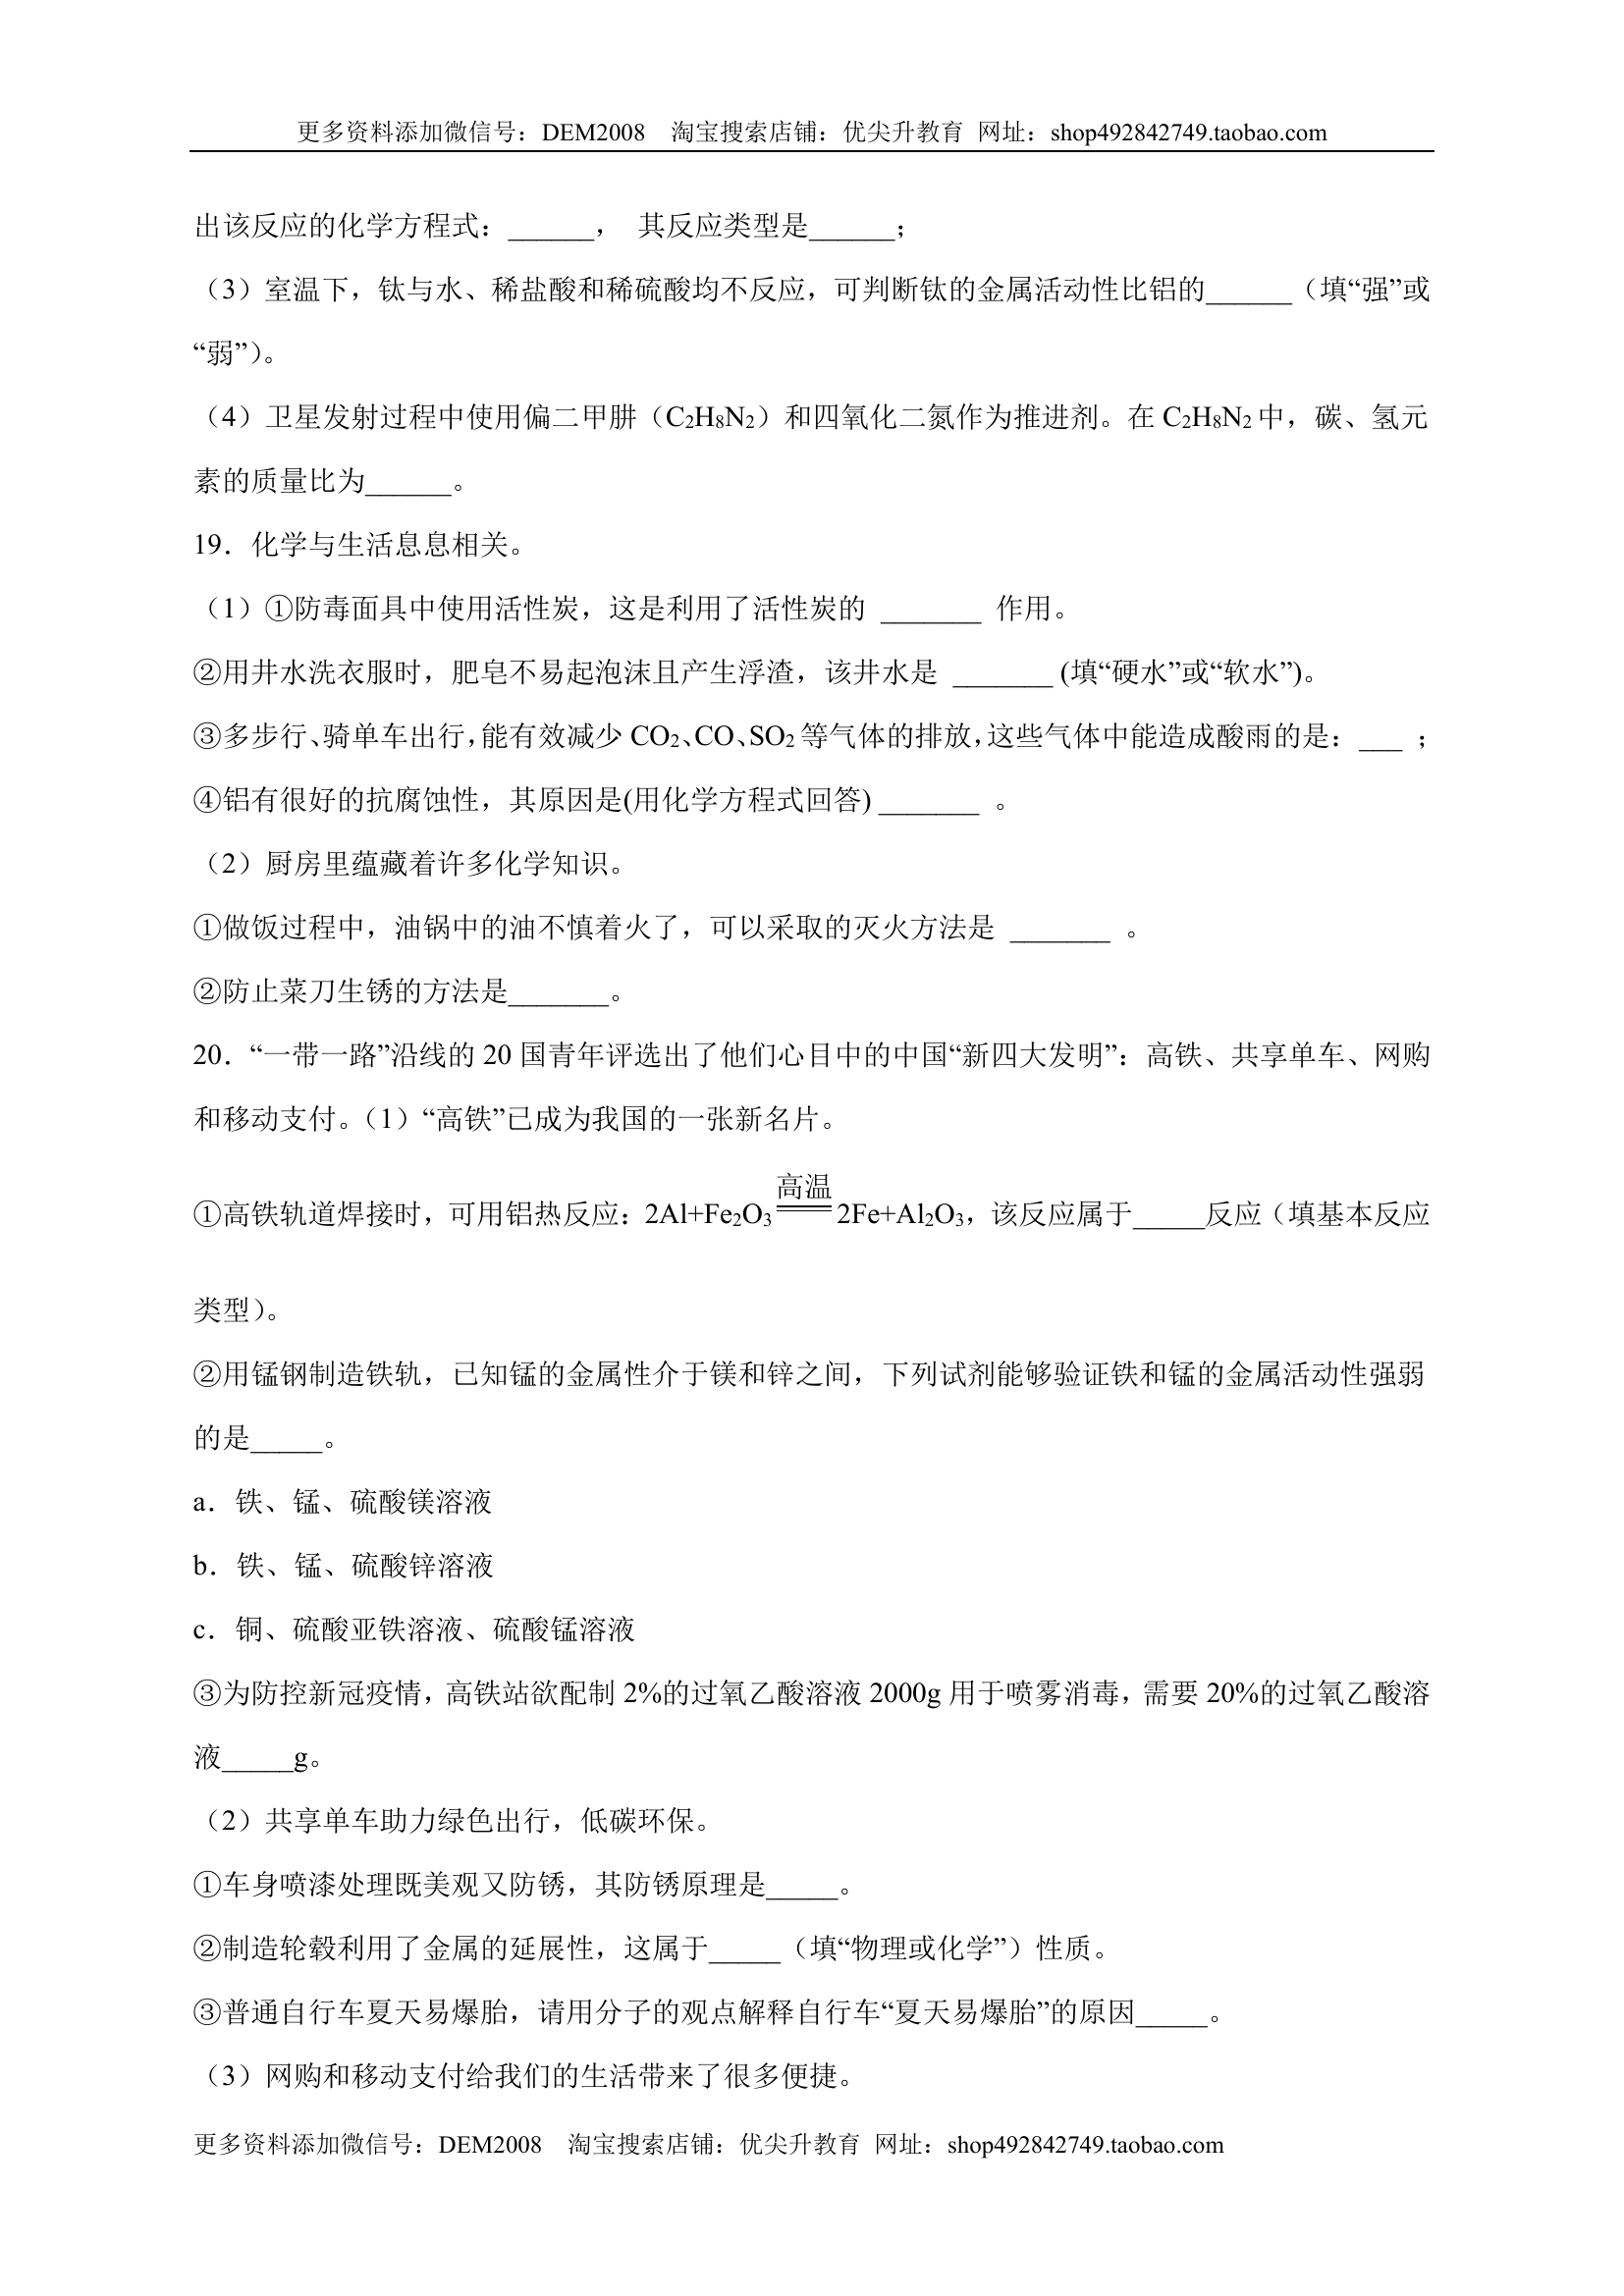 更多资料添加微信号：DEM2008 淘宝搜索店铺：优尖升教育 网址：shop492842749.taobao.com
出该反应的化学方程式：______， 其反应类型是______；
（3）室温下，钛与水、稀盐酸和稀硫酸均不反应，可判断钛的金属活动性比铝的______（填“强”或
“弱”）。
（4）卫星发射过程中使用偏二甲肼（C₂H₈N₂）和四氧化二氮作为推进剂。在 C₂H₈N₂ 中，碳、氢元
素的质量比为______。
19．化学与生活息息相关。
（1）①防毒面具中使用活性炭，这是利用了活性炭的 _______ 作用。
②用井水洗衣服时，肥皂不易起泡沫且产生浮渣，该井水是 _______ (填“硬水”或“软水”)。
③多步行、骑单车出行，能有效减少 CO₂、CO、SO₂ 等气体的排放，这些气体中能造成酸雨的是：___ ；
④铝有很好的抗腐蚀性，其原因是(用化学方程式回答) _______ 。
（2）厨房里蕴藏着许多化学知识。
①做饭过程中，油锅中的油不慎着火了，可以采取的灭火方法是 _______ 。
②防止菜刀生锈的方法是_______。
20．“一带一路”沿线的 20 国青年评选出了他们心目中的中国“新四大发明”：高铁、共享单车、网购
和移动支付。（1）“高铁”已成为我国的一张新名片。
高温
①高铁轨道焊接时，可用铝热反应：2Al+Fe₂O₃══2Fe+Al₂O₃，该反应属于_____反应（填基本反应
类型）。
②用锰钢制造铁轨，已知锰的金属性介于镁和锌之间，下列试剂能够验证铁和锰的金属活动性强弱
的是_____。
a．铁、锰、硫酸镁溶液
b．铁、锰、硫酸锌溶液
c．铜、硫酸亚铁溶液、硫酸锰溶液
③为防控新冠疫情，高铁站欲配制 2%的过氧乙酸溶液 2000g 用于喷雾消毒，需要 20%的过氧乙酸溶
液_____g。
（2）共享单车助力绿色出行，低碳环保。
①车身喷漆处理既美观又防锈，其防锈原理是_____。
②制造轮毂利用了金属的延展性，这属于_____（填“物理或化学”）性质。
③普通自行车夏天易爆胎，请用分子的观点解释自行车“夏天易爆胎”的原因_____。
（3）网购和移动支付给我们的生活带来了很多便捷。
更多资料添加微信号：DEM2008 淘宝搜索店铺：优尖升教育 网址：shop492842749.taobao.com